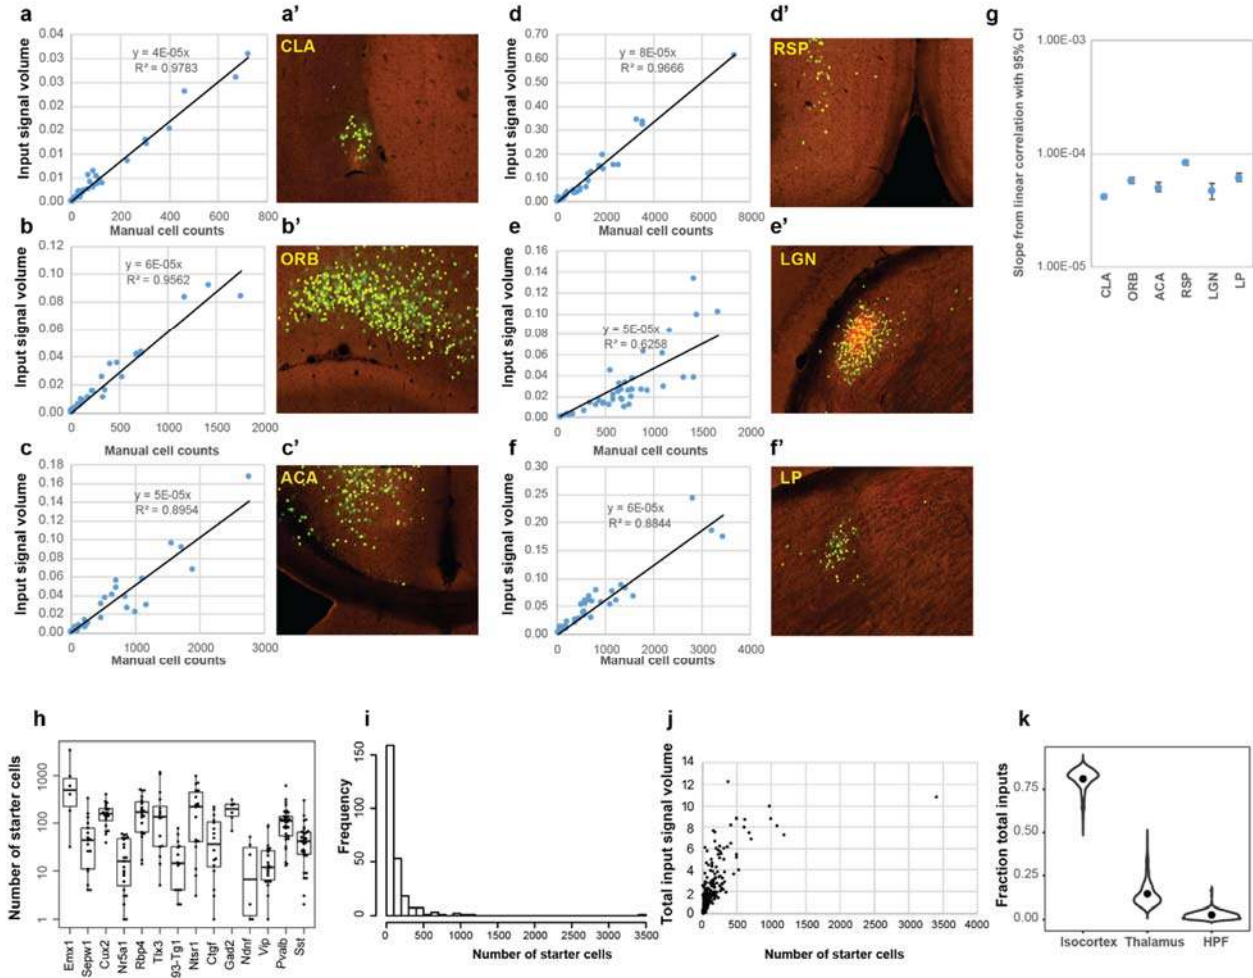 a
Input signal volume
0.04
0.03
0.03
0.02
0.02
0.01
0.01
0.00
y = 4E-05x
R² = 0.9783
0 200 400 600 800
Manual cell counts
a'
CLA
d
Input signal volume
0.70
0.60
0.50
0.40
0.30
0.20
0.10
0.00
y = 8E-05x
R² = 0.9666
0 2000 4000 6000 8000
Manual cell counts
d'
RSP
g
Slope from linear correlation with 95% CI
1.00E-03
1.00E-04
1.00E-05
CLA
ORB
ACA
RSP
LGN
LP
b
Input signal volume
0.12
0.10
0.08
0.06
0.04
0.02
0.00
y = 6E-05x
R² = 0.9562
0 500 1000 1500 2000
Manual cell counts
b'
ORB
e
Input signal volume
0.16
0.14
0.12
0.10
0.08
0.06
0.04
0.02
0.00
y = 5E-05x
R² = 0.6258
0 500 1000 1500 2000
Manual cell counts
e'
LGN
c
Input signal volume
0.18
0.16
0.14
0.12
0.10
0.08
0.06
0.04
0.02
0.00
y = 5E-05x
R² = 0.8954
0 1000 2000 3000
Manual cell counts
c'
ACA
f
Input signal volume
0.30
0.25
0.20
0.15
0.10
0.05
0.00
y = 6E-05x
R² = 0.8844
0 1000 2000 3000 4000
Manual cell counts
f'
LP
h
Number of starter cells
1000
100
10
1
Emx1
Sepw1
Cux2
Nr5a1
Rbp4
Tlx3
93-Tg1
Ntsr1
Ctgf
Gad2
Ndnf
Vip
Pvalb
Sst
i
Frequency
150
100
50
0
0 500 1500 2500 3500
Number of starter cells
j
Total input signal volume
14
12
10
8
6
4
2
0
0 500 1000 1500 2000 2500 3000 3500 4000
Number of starter cells
k
Fraction total inputs
0.75
0.50
0.25
0.00
Isocortex Thalamus HPF